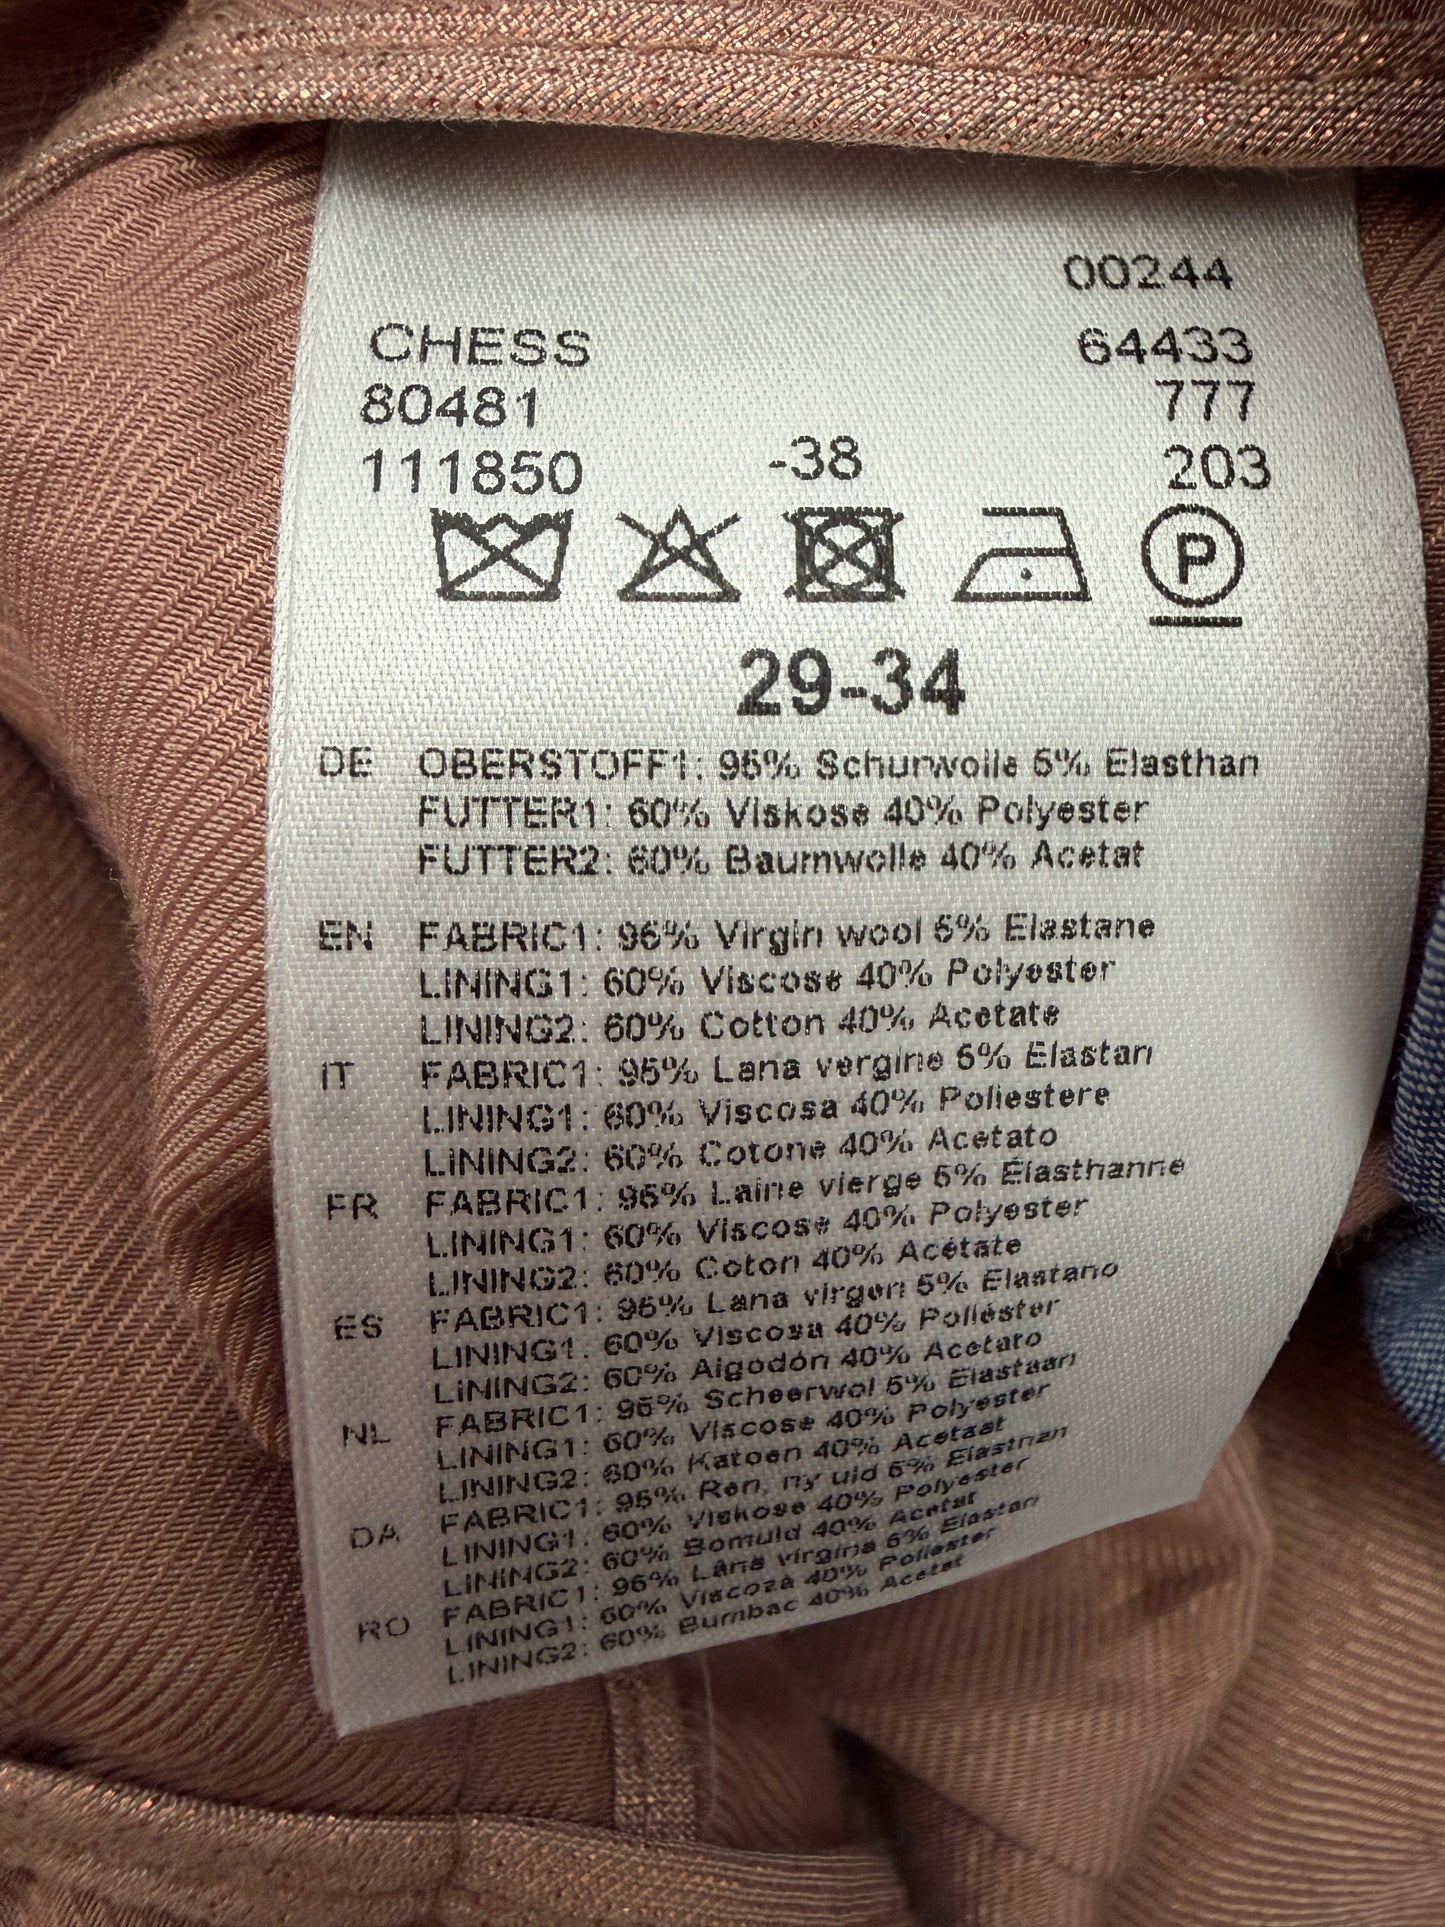 00244
CHESS 64433
80481 777
111850 -38 203
P
29-34
DE OBERSTOFF1: 95% Schurwolle 5% Elasthan
FUTTER1: 60% Viskose 40% Polyester
FUTTER2: 60% Baumwolle 40% Acetat
EN FABRIC1: 95% Virgin wool 5% Elastane
LINING1: 60% Viscose 40% Polyester
LINING2: 60% Cotton 40% Acetate
IT FABRIC1: 95% Lana vergine 5% Elastan
LINING1: 60% Viscosa 40% Poliestere
LINING2: 60% Cotone 40% Acetato
FR FABRIC1: 95% Laine vierge 5% Élasthanne
LINING1: 60% Viscose 40% Polyester
LINING2: 60% Coton 40% Acétate
ES FABRIC1: 95% Lana virgen 5% Elastano
LINING1: 60% Viscosa 40% Poliéster
LINING2: 60% Algodón 40% Acetato
NL FABRIC1: 95% Scheerwol 5% Elastaan
LINING1: 60% Viscose 40% Polyester
LINING2: 60% Katoen 40% Acetaat
DA FABRIC1: 95% Ren, ny uld 5% Elasthan
LINING1: 60% Viskose 40% Polyester
LINING2: 60% Bomuld 40% Acetat
RO FABRIC1: 95% Lana virgina 5% Elastan
LINING1: 60% Viscoza 40% Poliester
LINING2: 60% Bumbac 40% Acetat